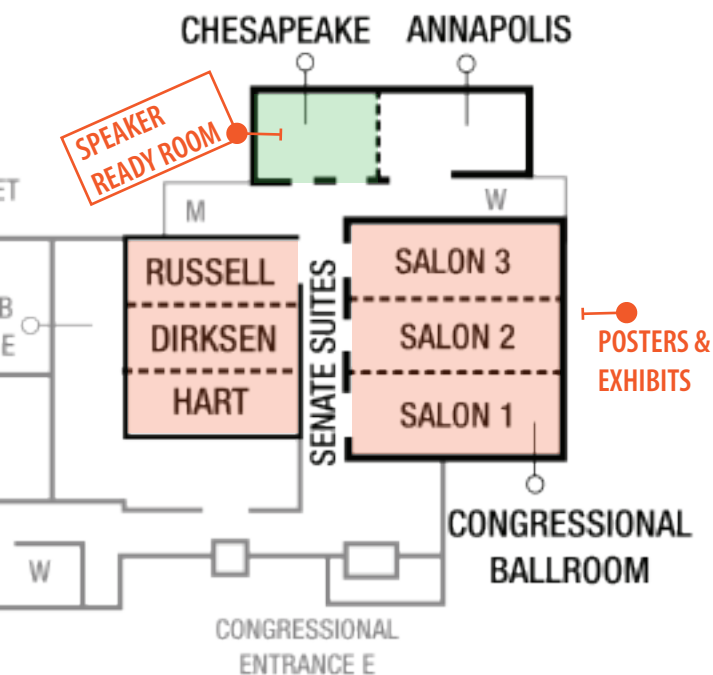 CHESAPEAKE
ANNAPOLIS
SPEAKER
READY ROOM
ET
M
W
RUSSELL
DIRKSEN
HART
SENATE SUITES
SALON 3
SALON 2
SALON 1
B
E
POSTERS &
EXHIBITS
CONGRESSIONAL
BALLROOM
W
CONGRESSIONAL
ENTRANCE E